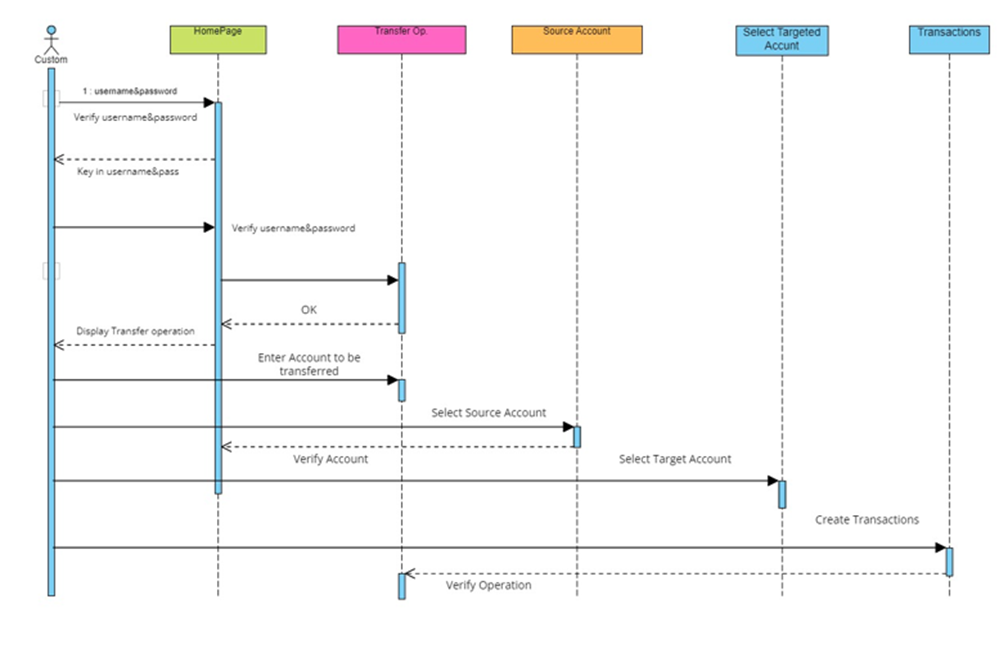 HomePage
Transfer Op.
Source Account
Select Targeted
Accunt
Transactions
Custom
1 : username&password
Verify username&password
Key in username&pass
Verify username&password
OK
Display Transfer operation
Enter Account to be
transferred
Select Source Account
Verify Account
Select Target Account
Create Transactions
Verify Operation